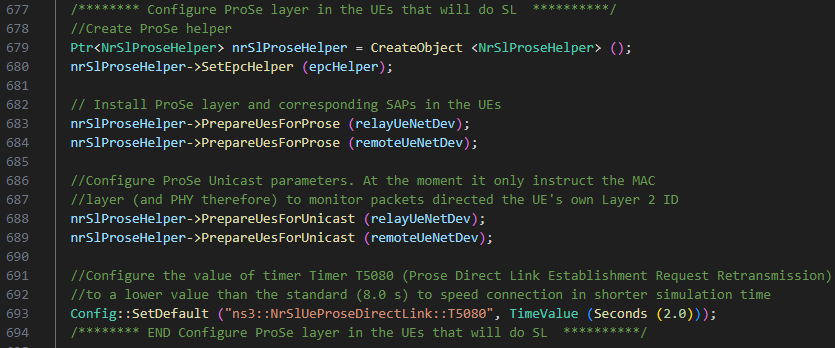 677 /******** Configure ProSe layer in the UEs that will do SL  **********/
678 //Create ProSe helper
679 Ptr<NrSlProseHelper> nrSlProseHelper = CreateObject <NrSlProseHelper> ();
680 nrSlProseHelper->SetEpcHelper (epcHelper);
681
682 // Install ProSe layer and corresponding SAPs in the UEs
683 nrSlProseHelper->PrepareUesForProse (relayUeNetDev);
684 nrSlProseHelper->PrepareUesForProse (remoteUeNetDev);
685
686 //Configure ProSe Unicast parameters. At the moment it only instruct the MAC
687 //layer (and PHY therefore) to monitor packets directed the UE's own Layer 2 ID
688 nrSlProseHelper->PrepareUesForUnicast (relayUeNetDev);
689 nrSlProseHelper->PrepareUesForUnicast (remoteUeNetDev);
690
691 //Configure the value of timer Timer T5080 (Prose Direct Link Establishment Request Retransmission)
692 //to a lower value than the standard (8.0 s) to speed connection in shorter simulation time
693 Config::SetDefault ("ns3::NrSlUeProseDirectLink::T5080", TimeValue (Seconds (2.0)));
694 /******** END Configure ProSe layer in the UEs that will do SL  **********/